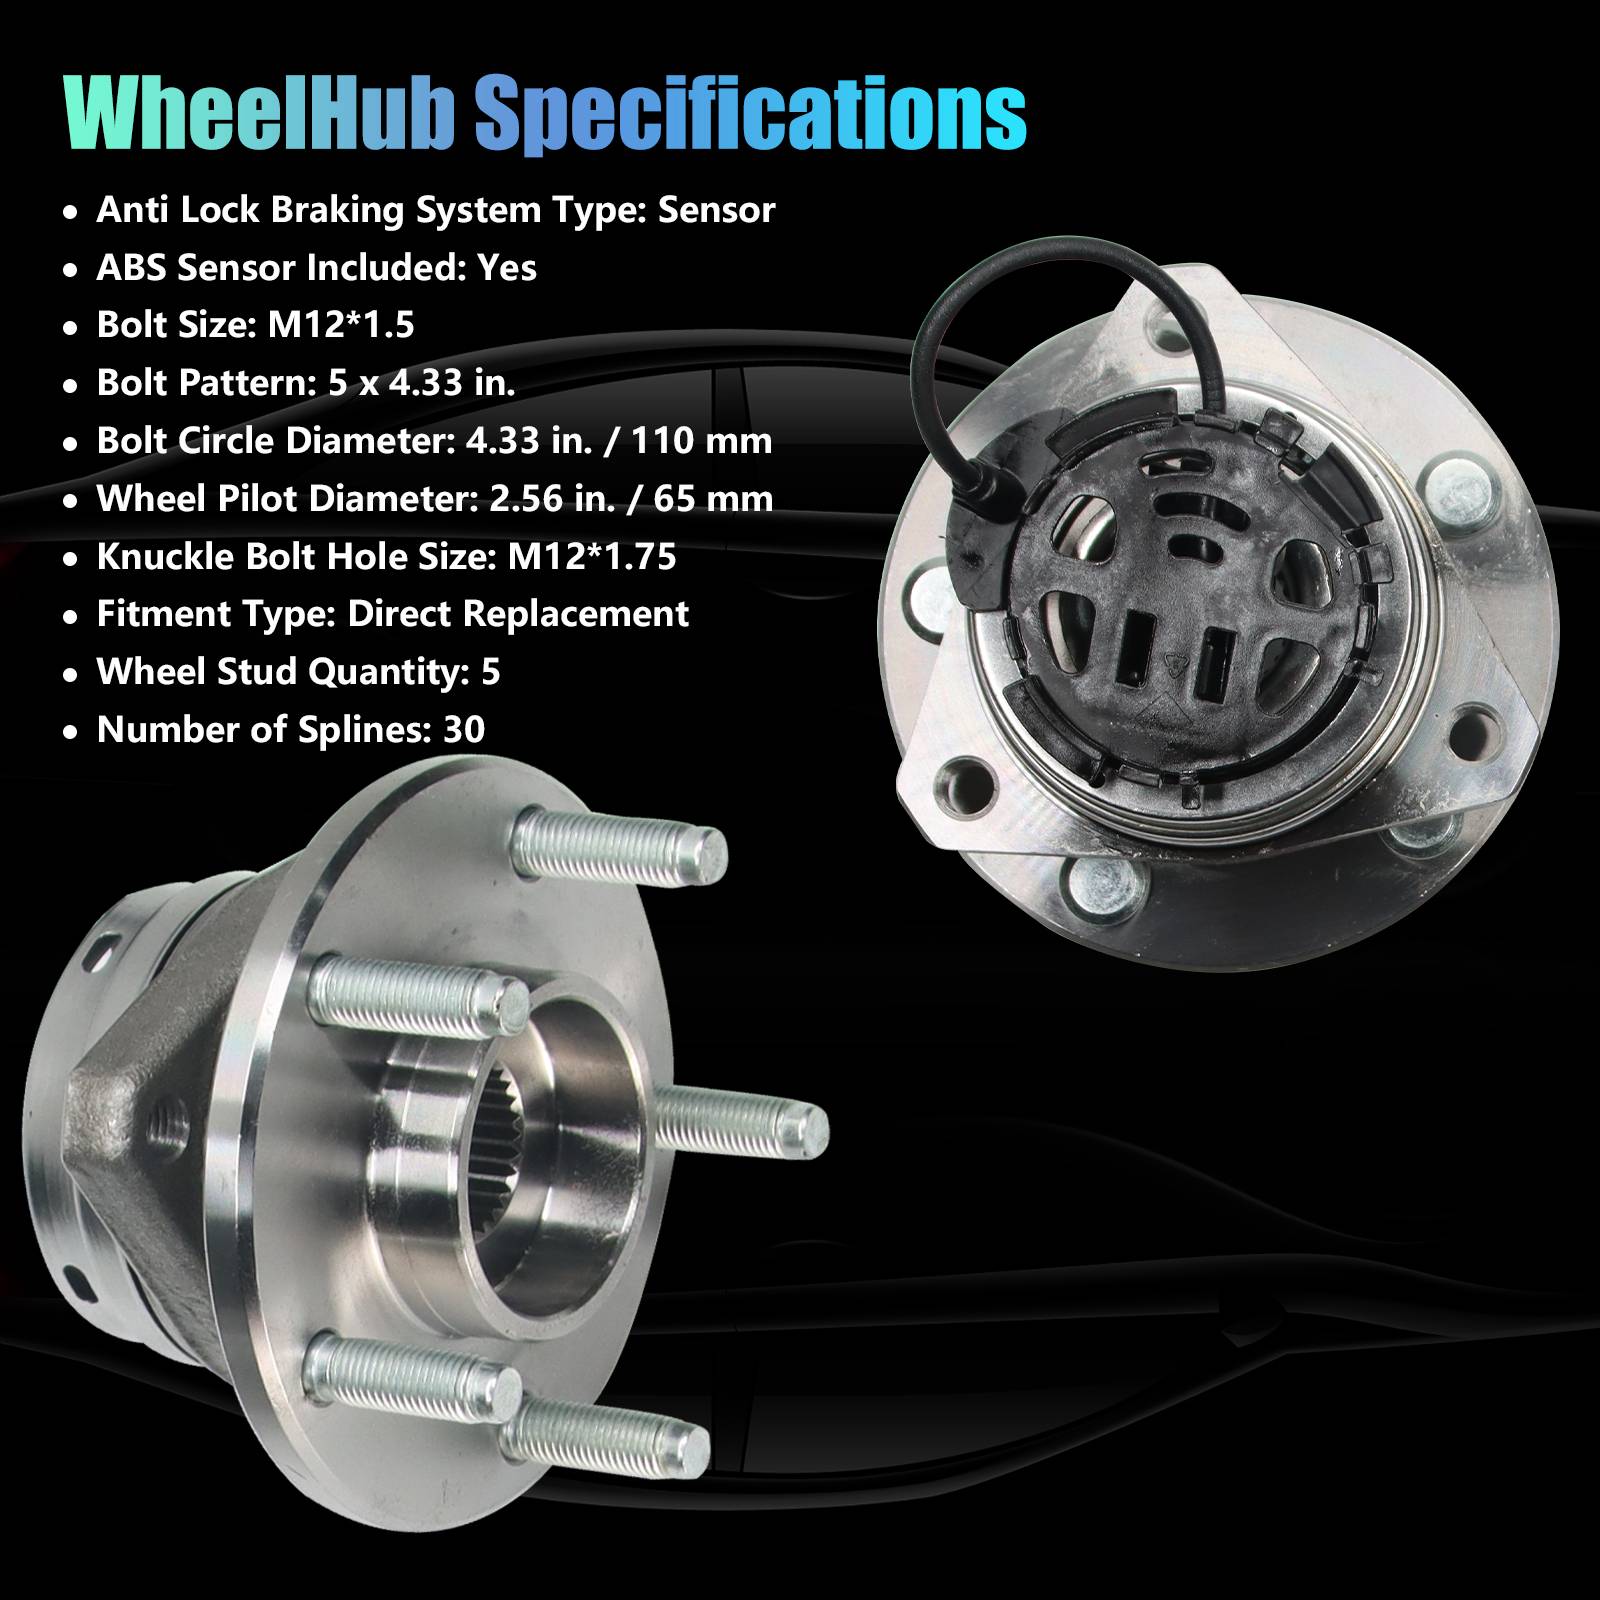 WheelHub Specifications
• Anti Lock Braking System Type: Sensor
• ABS Sensor Included: Yes
• Bolt Size: M12*1.5
• Bolt Pattern: 5 x 4.33 in.
• Bolt Circle Diameter: 4.33 in. / 110 mm
• Wheel Pilot Diameter: 2.56 in. / 65 mm
• Knuckle Bolt Hole Size: M12*1.75
• Fitment Type: Direct Replacement
• Wheel Stud Quantity: 5
• Number of Splines: 30